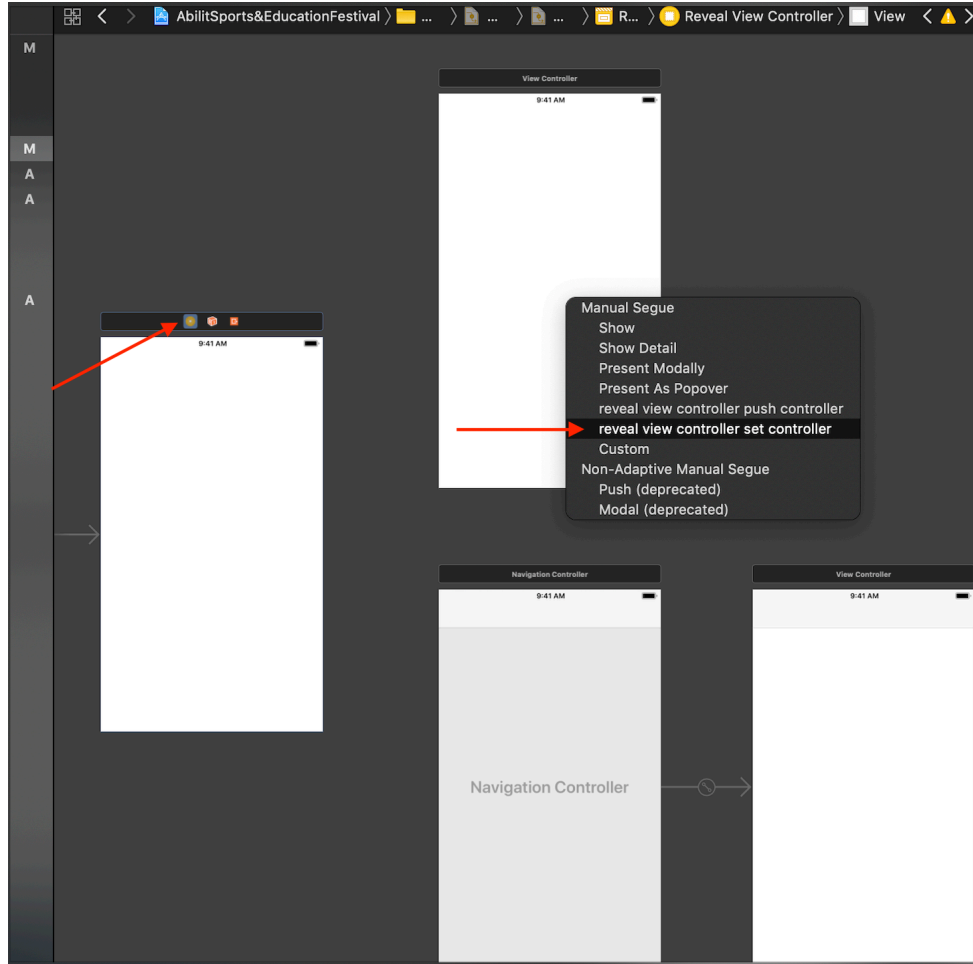 AbilitSports&EducationFestival ... ... ... R... Reveal View Controller View
M
M
A
A
A
View Controller
9:41 AM
9:41 AM
Manual Segue
Show
Show Detail
Present Modally
Present As Popover
reveal view controller push controller
reveal view controller set controller
Custom
Non-Adaptive Manual Segue
Push (deprecated)
Modal (deprecated)
Navigation Controller
View Controller
9:41 AM
9:41 AM
Navigation Controller